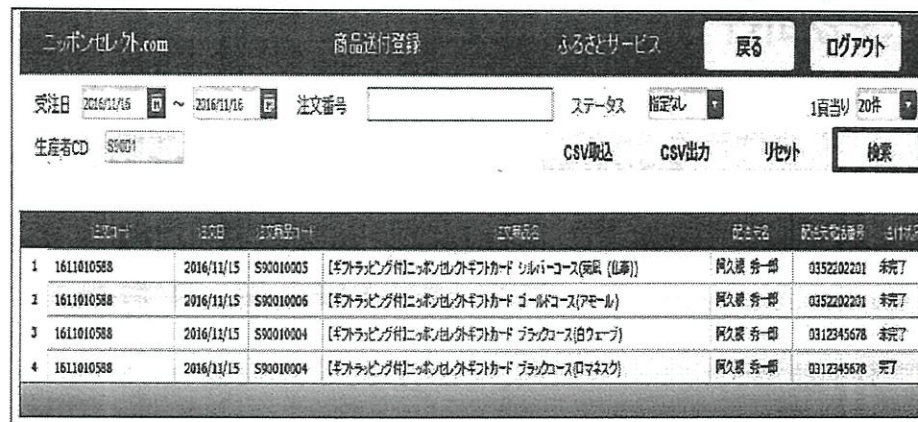 ニッポンセレクト.com 商品送付登録 ふるさとサービス 戻る ログアウト
受注日 2016/11/16 ~ 2016/11/16 注文番号 ステータス 指定なし 1頁当り 20件
生産者CD S9001 CSV取込 CSV出力 リセット 検索
注文コード 注文日 注文商品コード 注文商品名 配送先名 配送先電話番号
1 1611010588 2016/11/15 S90010005 【ギフトラッピング付】ニッポンセレクトギフトカード シルバーコース 阿久根 秀一郎 0352202201 未完了
2 1611010588 2016/11/15 S90010006 【ギフトラッピング付】ニッポンセレクトギフトカード ゴールドコース(アモール) 阿久根 秀一郎 0352202201 未完了
3 1611010588 2016/11/15 S90010004 【ギフトラッピング付】ニッポンセレクトギフトカード ブラックコース(白ウェーブ) 阿久根 秀一郎 0312345678 未完了
4 1611010588 2016/11/15 S90010004 【ギフトラッピング付】ニッポンセレクトギフトカード ブラックコース(ロマネスク) 阿久根 秀一郎 0312345678 完了